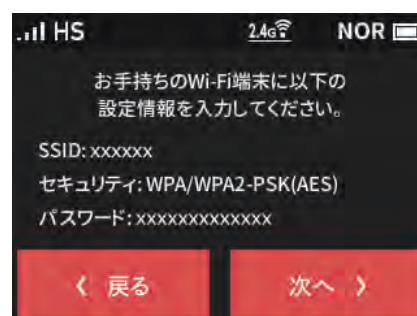 HS 2.4G NOR
お手持ちのWi-Fi端末に以下の
設定情報を入力してください。
SSID: xxxxxx
セキュリティ: WPA/WPA2-PSK(AES)
パスワード: xxxxxxxxxxxxx
〈 戻る 次へ 〉